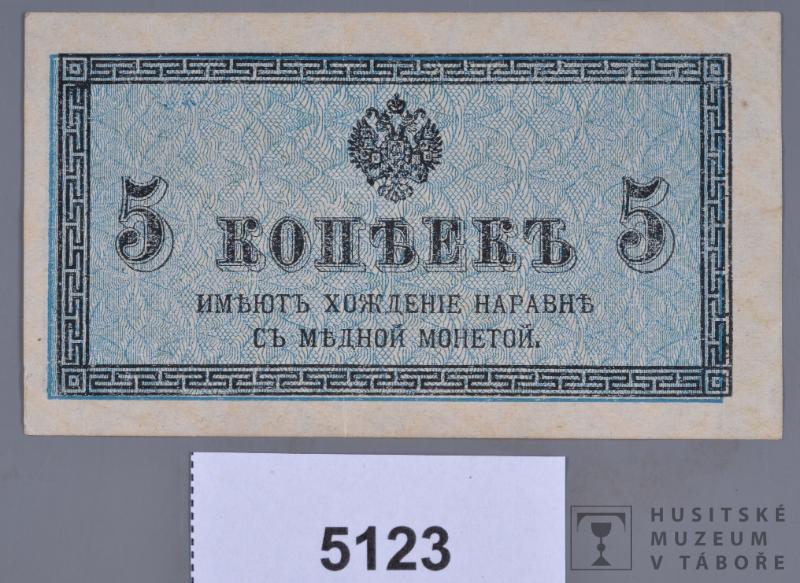 5 КОПѢЕКЪ 5
ИМѢЮТЪ ХОЖДЕНІЕ НАРАВНѢ
СЪ МѢДНОЙ МОНЕТОЙ.
5123
HUSITSKÉ
MUZEUM
V TÁBOŘE